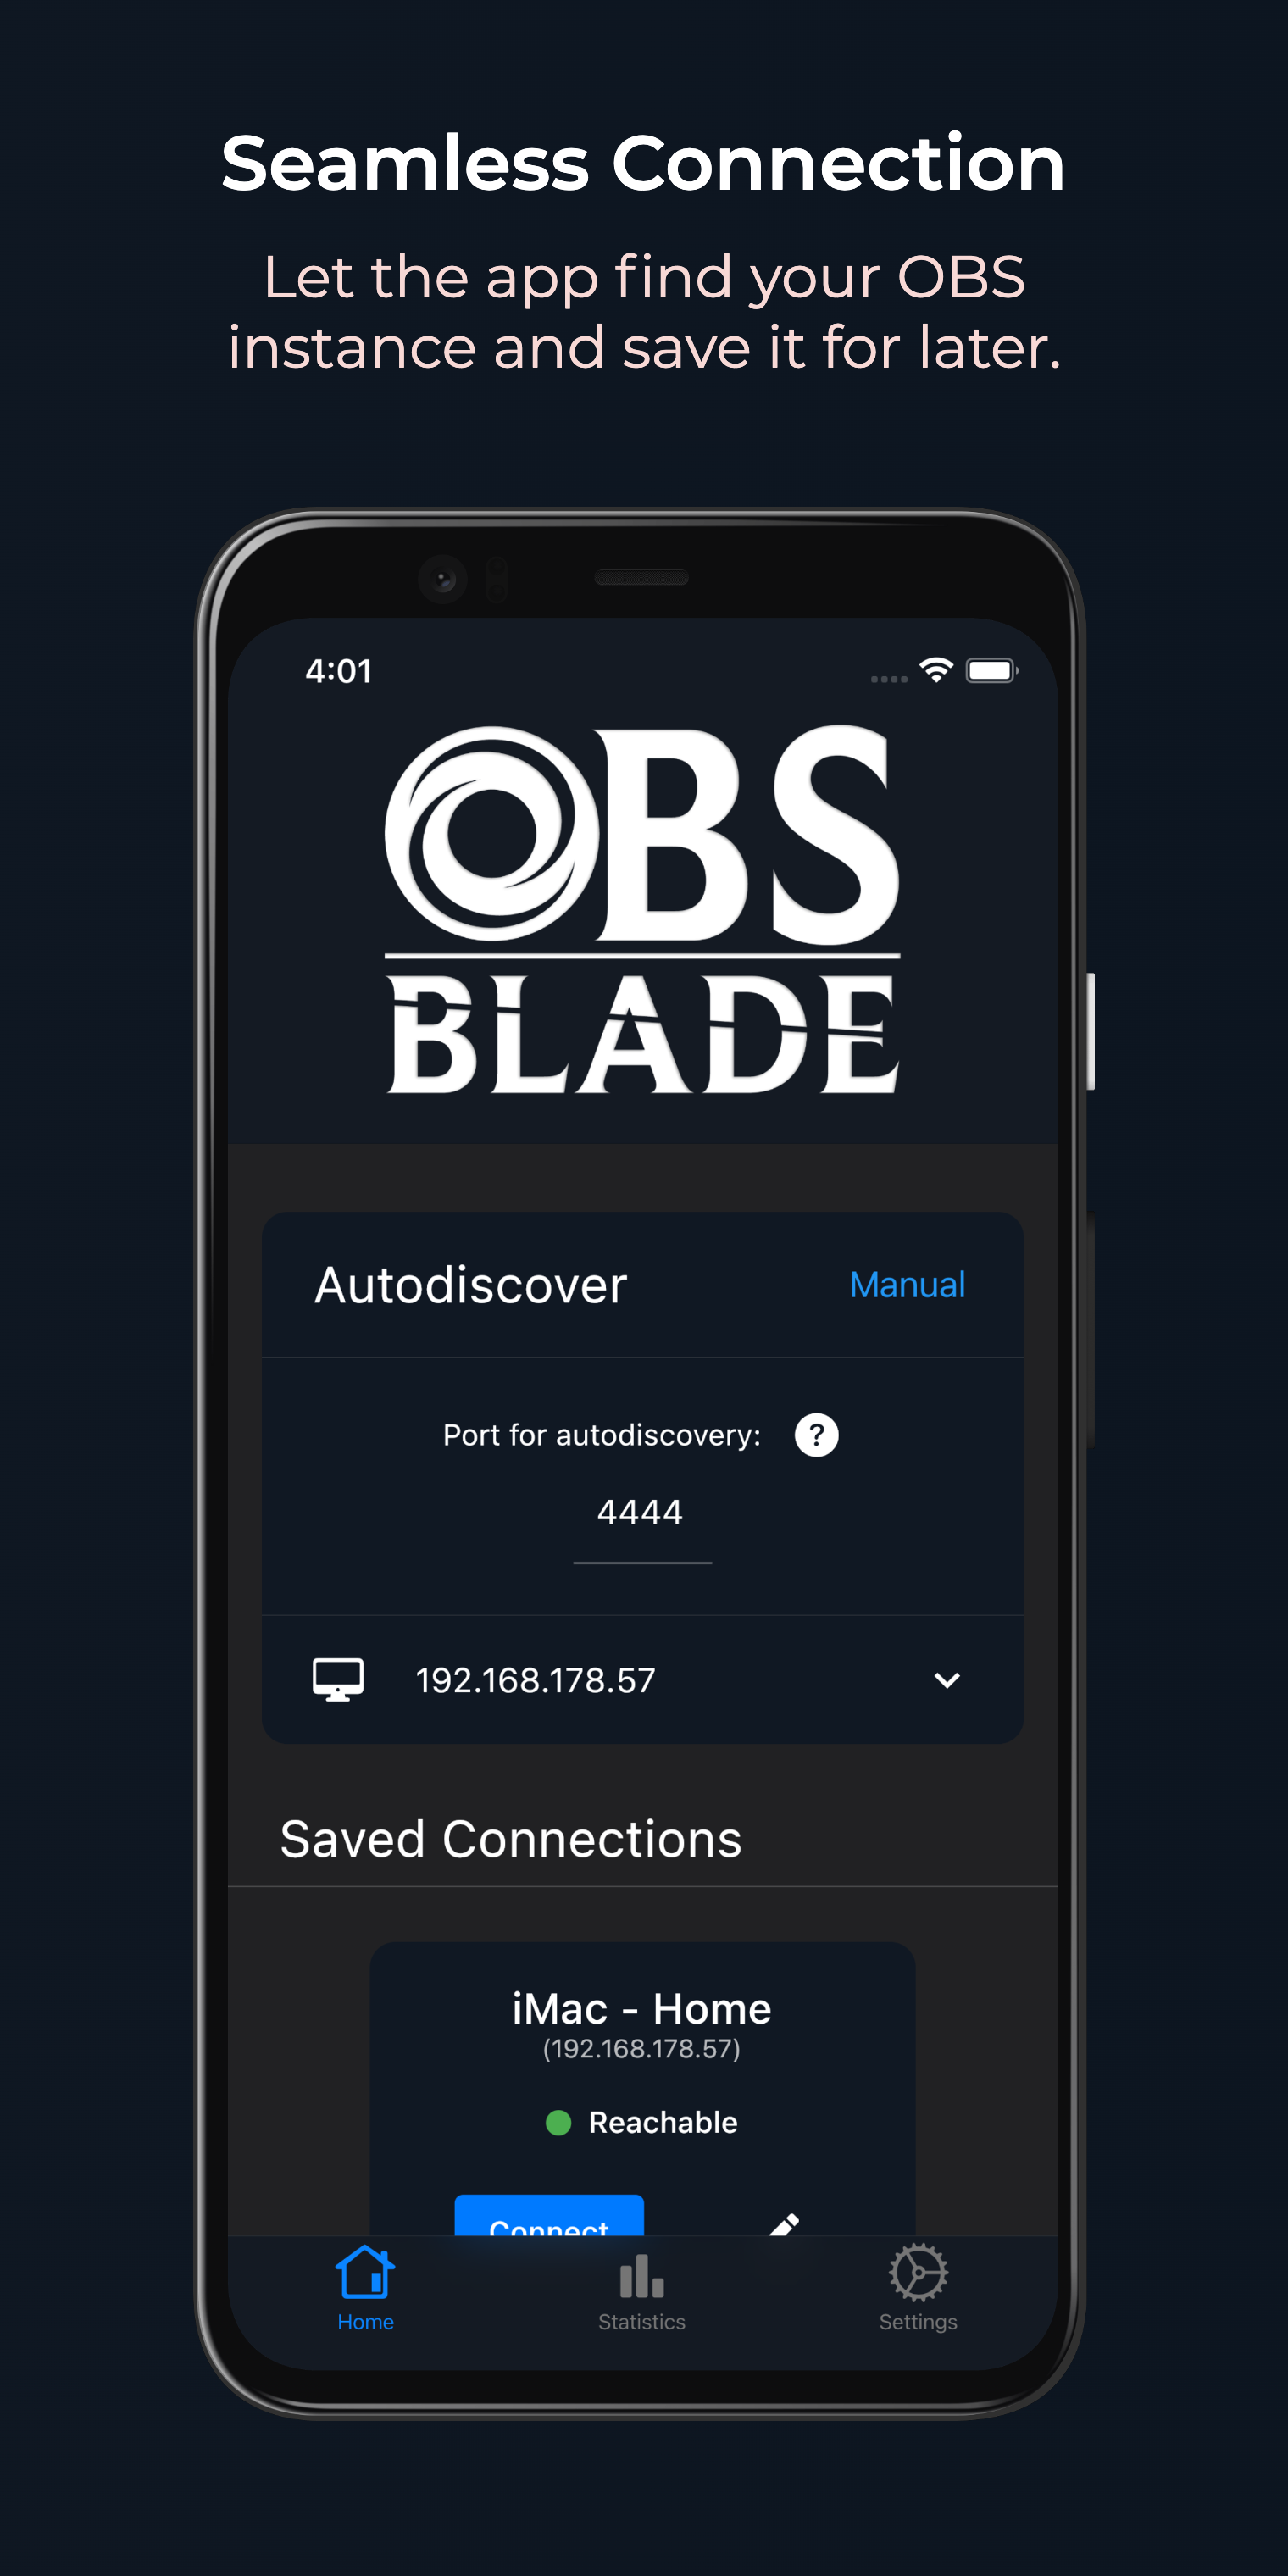 Seamless Connection
Let the app find your OBS
instance and save it for later.
4:01
OBS
BLADE
Autodiscover
Manual
Port for autodiscovery:
?
4444
192.168.178.57
Saved Connections
iMac - Home
(192.168.178.57)
Reachable
Connect
Home
Statistics
Settings